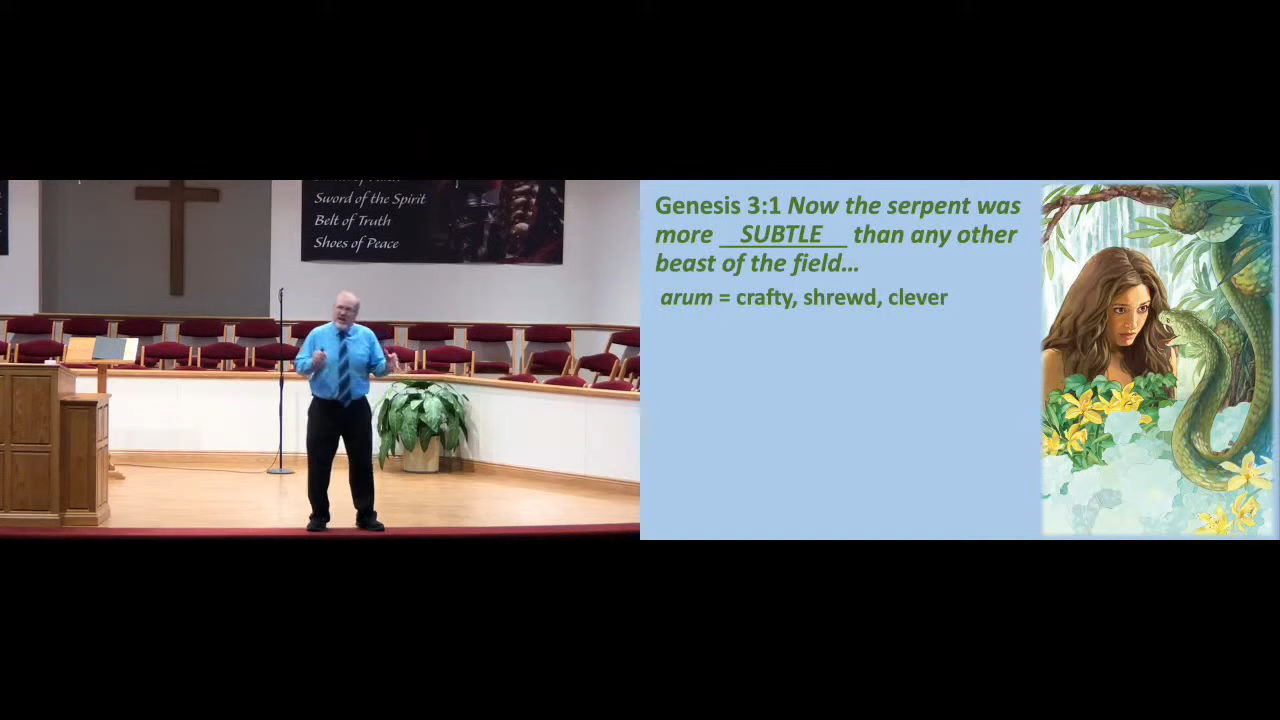 Sword of the Spirit
Belt of Truth
Shoes of Peace
Genesis 3:1 Now the serpent was
more __SUBTLE__ than any other
beast of the field…
arum = crafty, shrewd, clever